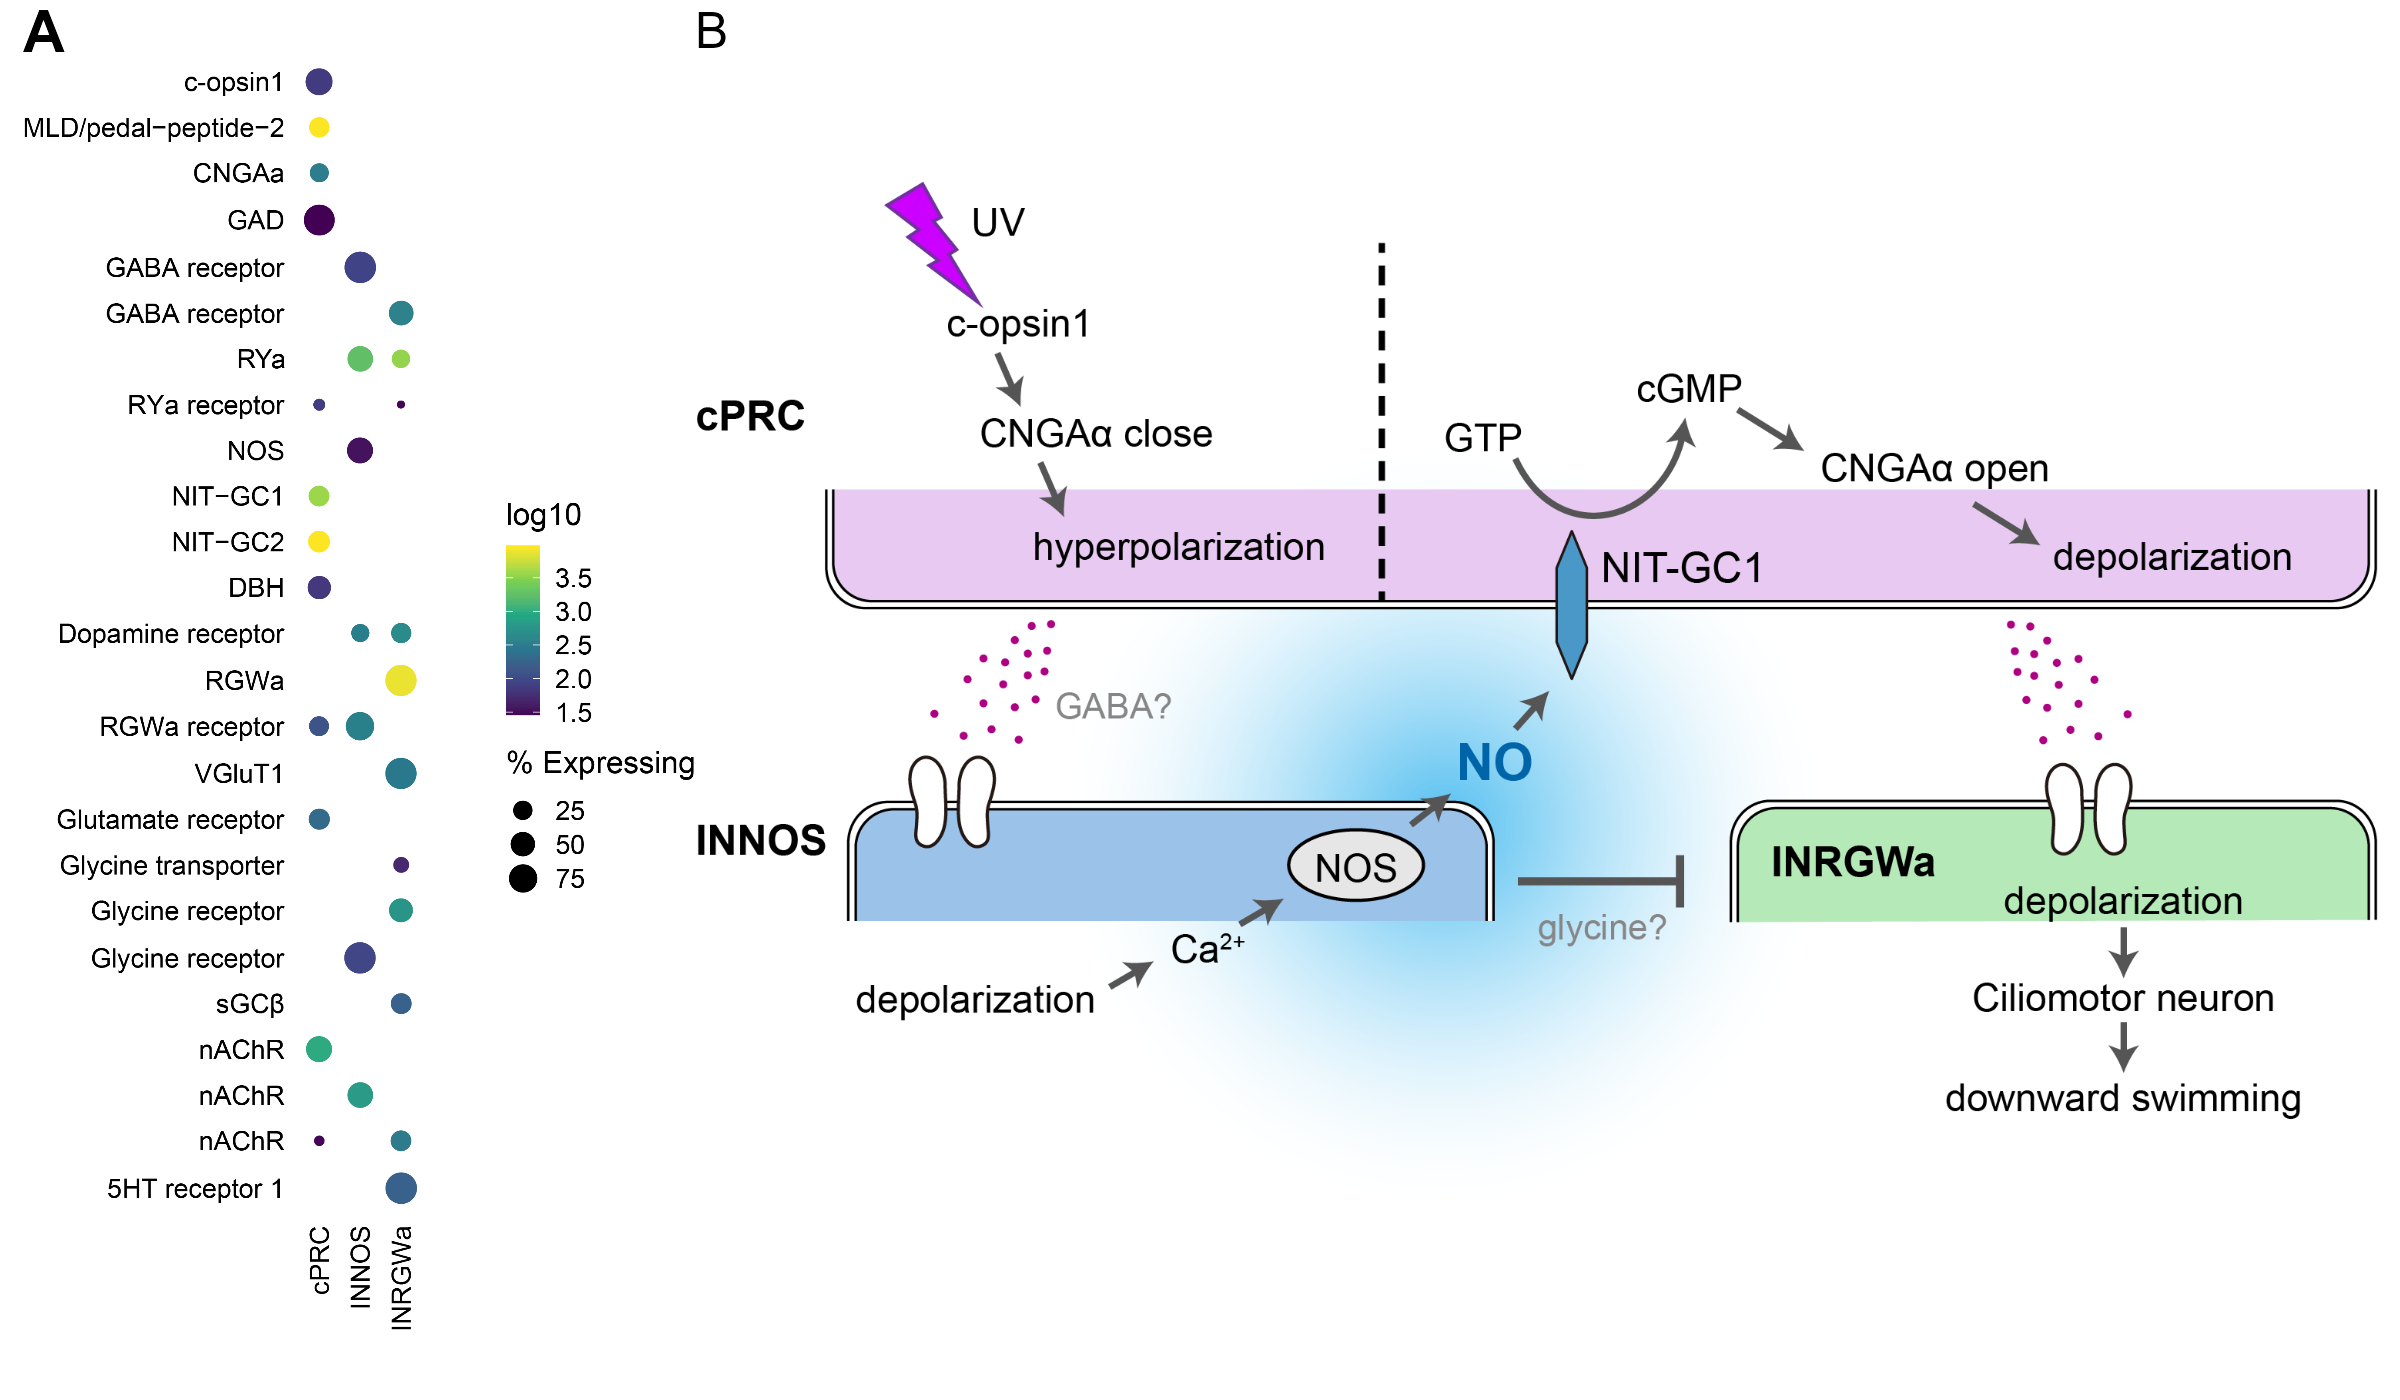 A
c-opsin1
MLD/pedal−peptide−2
CNGAa
GAD
GABA receptor
GABA receptor
RYa
RYa receptor
NOS
NIT−GC1
NIT−GC2
DBH
Dopamine receptor
RGWa
RGWa receptor
VGluT1
Glutamate receptor
Glycine transporter
Glycine receptor
Glycine receptor
sGCβ
nAChR
nAChR
nAChR
5HT receptor 1
cPRC
INNOS
INRGWa
log10
3.5
3.0
2.5
2.0
1.5
% Expressing
25
50
75
B
UV
c-opsin1
CNGAα close
hyperpolarization
cPRC
GTP
cGMP
CNGAα open
depolarization
NIT-GC1
GABA?
NO
INNOS
NOS
Ca²⁺
depolarization
glycine?
INRGWa
depolarization
Ciliomotor neuron
downward swimming